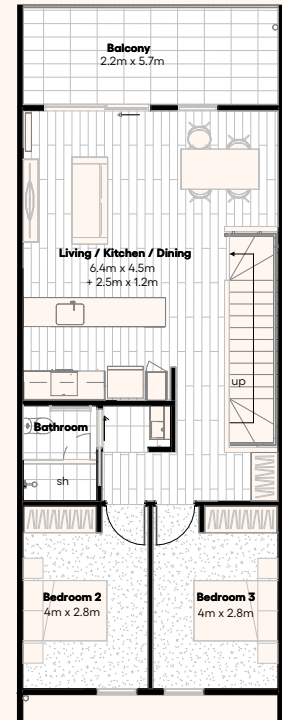 Balcony
2.2m x 5.7m
Living / Kitchen / Dining
6.4m x 4.5m
+ 2.5m x 1.2m
up
Bathroom
sh
Bedroom 2
4m x 2.8m
Bedroom 3
4m x 2.8m